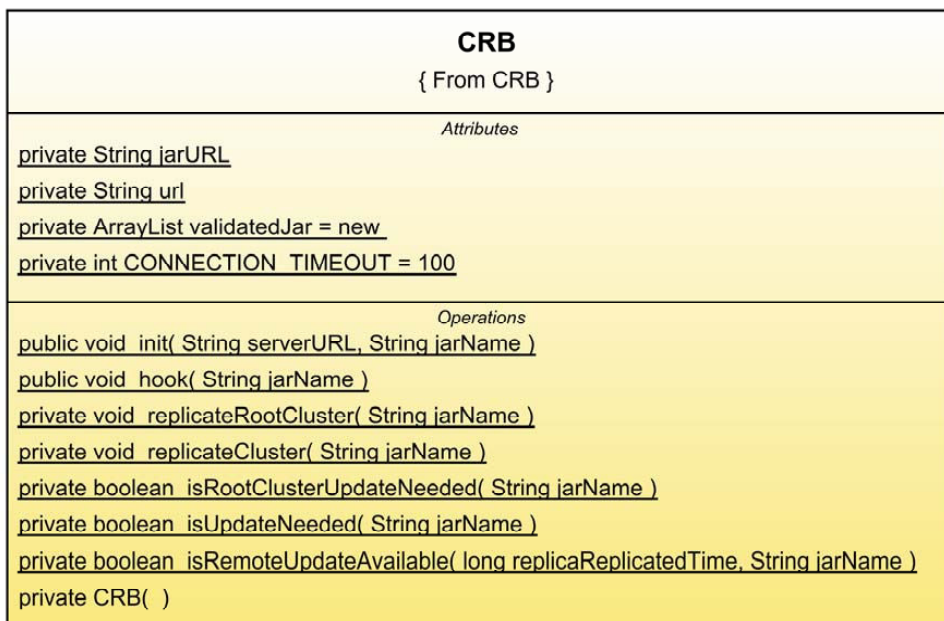 CRB
{ From CRB }
Attributes
private String jarURL
private String url
private ArrayList validatedJar = new
private int CONNECTION_TIMEOUT = 100
Operations
public void init( String serverURL, String jarName )
public void hook( String jarName )
private void replicateRootCluster( String jarName )
private void replicateCluster( String jarName )
private boolean isRootClusterUpdateNeeded( String jarName )
private boolean isUpdateNeeded( String jarName )
private boolean isRemoteUpdateAvailable( long replicaReplicatedTime, String jarName )
private CRB( )